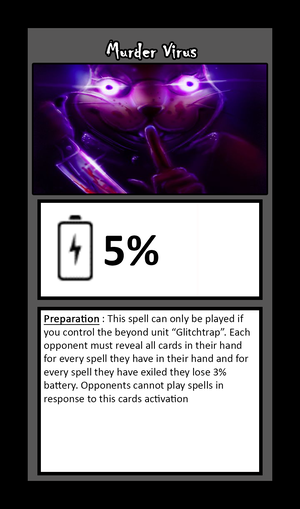 Murder Virus
5%
Preparation : This spell can only be played if
you control the beyond unit “Glitchtrap”. Each
opponent must reveal all cards in their hand
for every spell they have in their hand and for
every spell they have exiled they lose 3%
battery. Opponents cannot play spells in
response to this cards activation